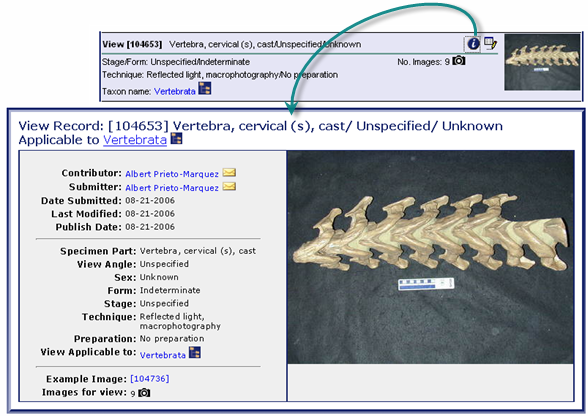 View [104653] Vertebra, cervical (s), cast/Unspecified/Unknown
Stage/Form: Unspecified/Indeterminate No. Images: 9
Technique: Reflected light, macrophotography/No preparation
Taxon name: Vertebrata
View Record: [104653] Vertebra, cervical (s), cast/ Unspecified/ Unknown
Applicable to Vertebrata
Contributor: Albert Prieto-Marquez
Submitter: Albert Prieto-Marquez
Date Submitted: 08-21-2006
Last Modified: 08-21-2006
Publish Date: 08-21-2006
Specimen Part: Vertebra, cervical (s), cast
View Angle: Unspecified
Sex: Unknown
Form: Indeterminate
Stage: Unspecified
Technique: Reflected light,
macrophotography
Preparation: No preparation
View Applicable to: Vertebrata
Example Image: [104736]
Images for view: 9